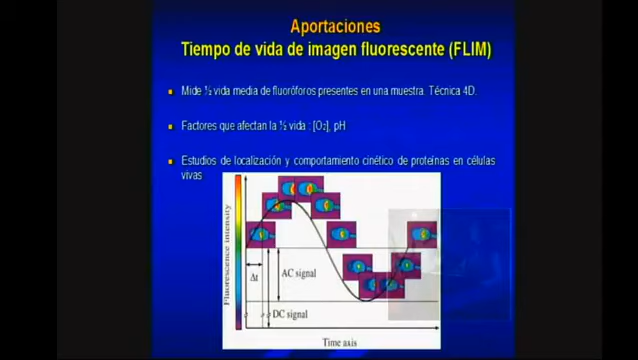 Aportaciones
Tiempo de vida de imagen fluorescente (FLIM)
Mide ½ vida media de fluoróforos presentes en una muestra. Técnica 4D.
Factores que afectan la ½ vida : [O₂], pH
Estudios de localización y comportamiento cinético de proteínas en células
vivas
Fluorescence intensity
Δt
AC signal
DC signal
Time axis